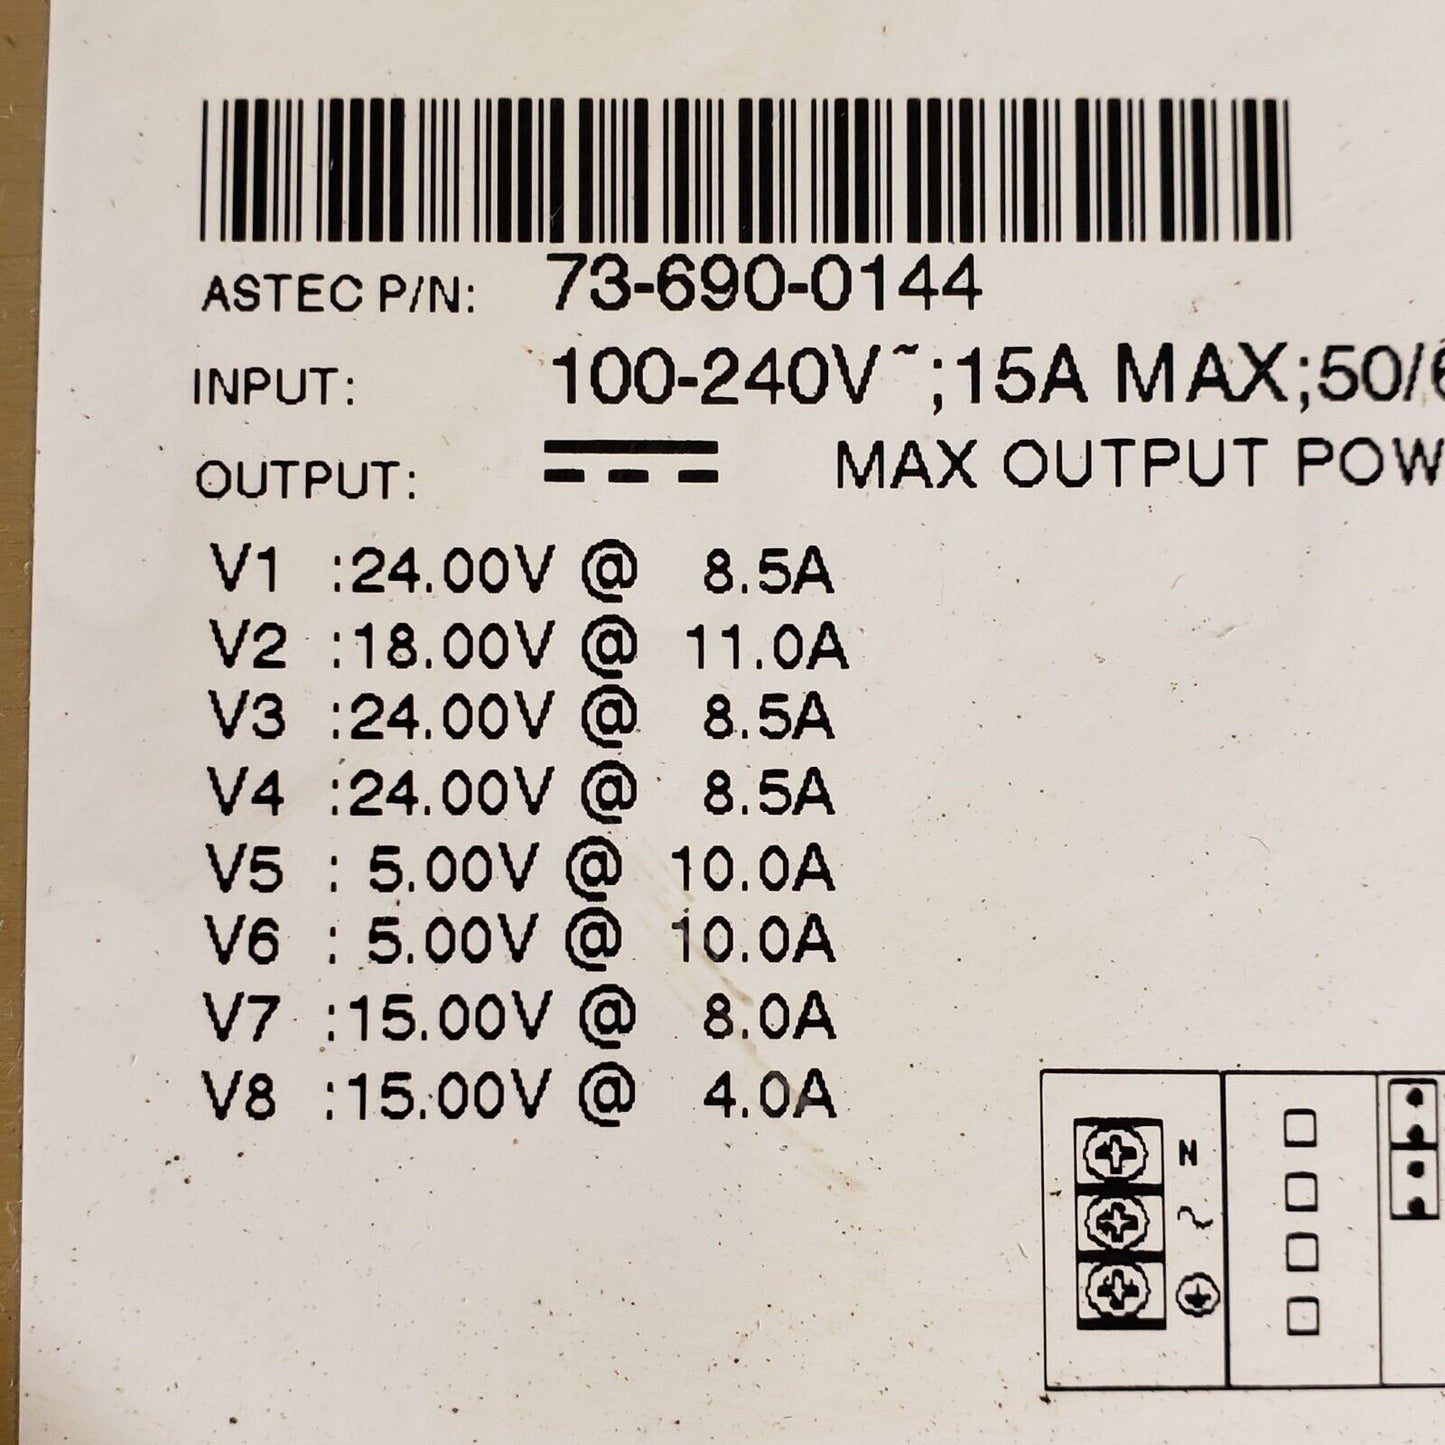 ASTEC P/N: 73-690-0144
INPUT: 100-240V~;15A MAX;50/6
OUTPUT: MAX OUTPUT POW
V1 :24.00V @ 8.5A
V2 :18.00V @ 11.0A
V3 :24.00V @ 8.5A
V4 :24.00V @ 8.5A
V5 : 5.00V @ 10.0A
V6 : 5.00V @ 10.0A
V7 :15.00V @ 8.0A
V8 :15.00V @ 4.0A
N